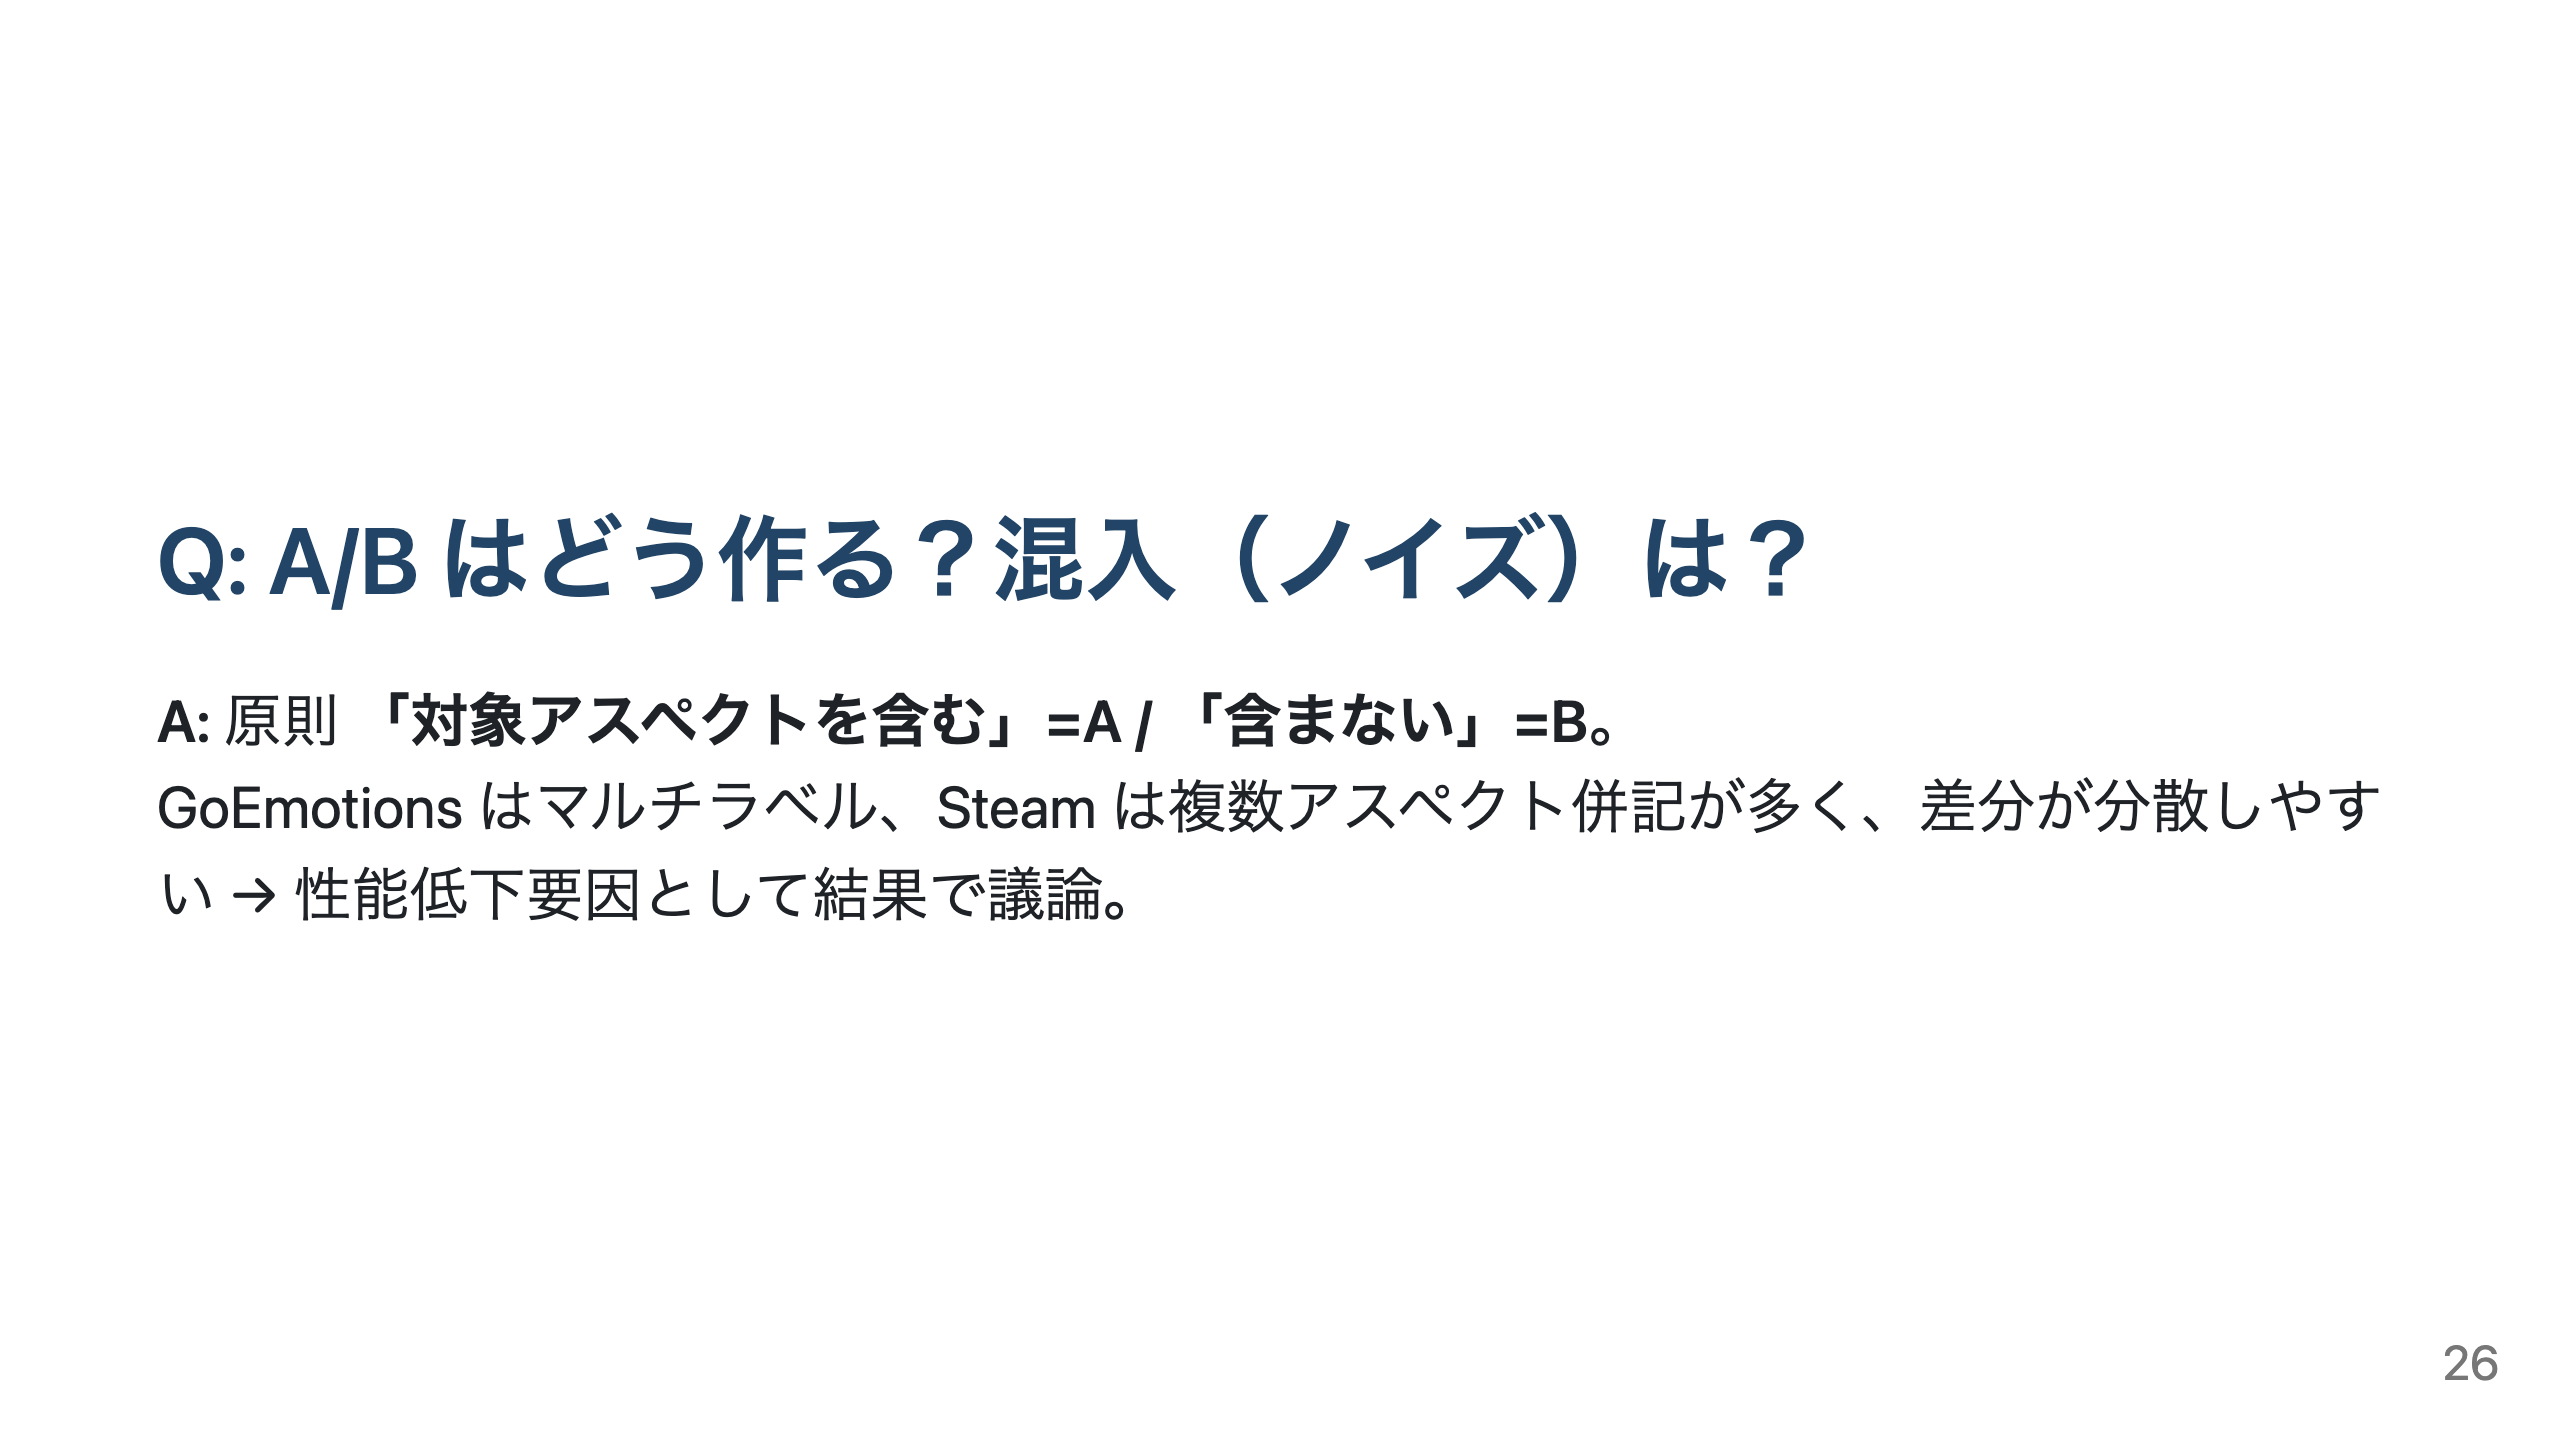 Q: A/B はどう作る？混入（ノイズ）は？
A: 原則 「対象アスペクトを含む」=A / 「含まない」=B。
GoEmotions はマルチラベル、Steam は複数アスペクト併記が多く、差分が分散しやす
い → 性能低下要因として結果で議論。
26